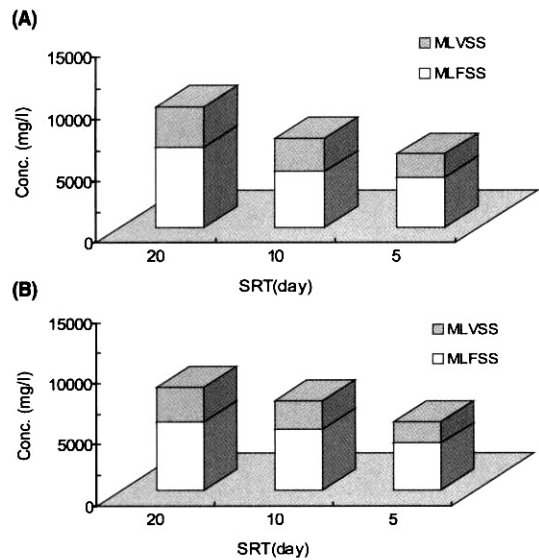 (A)
MLVSS
MLFSS
15000
10000
5000
0
Conc. (mg/l)
20 10 5
SRT(day)
(B)
MLVSS
MLFSS
15000
10000
5000
0
Conc. (mg/l)
20 10 5
SRT(day)